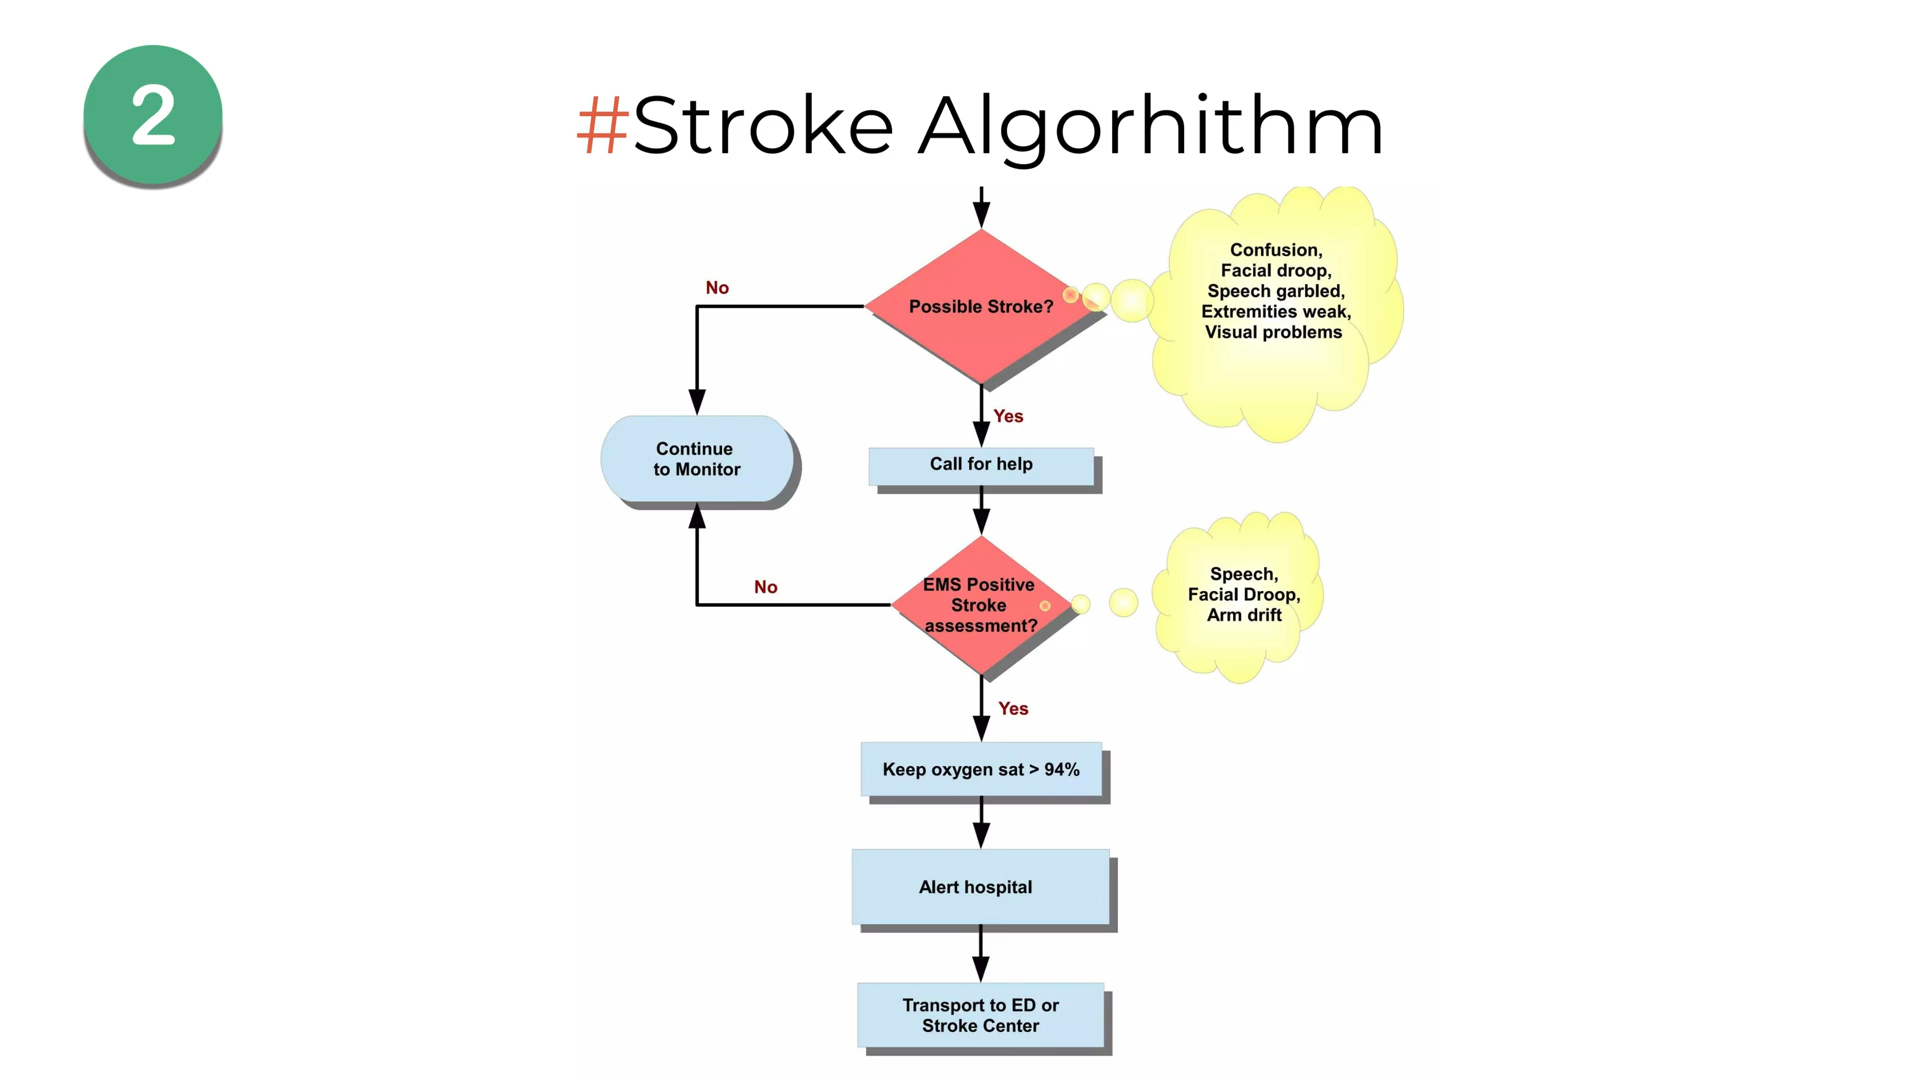 2
#Stroke Algorhithm
Confusion,
Facial droop,
Speech garbled,
Extremities weak,
Visual problems
No
Possible Stroke?
Yes
Continue
to Monitor
Call for help
No
EMS Positive
Stroke
assessment?
Speech,
Facial Droop,
Arm drift
Yes
Keep oxygen sat > 94%
Alert hospital
Transport to ED or
Stroke Center